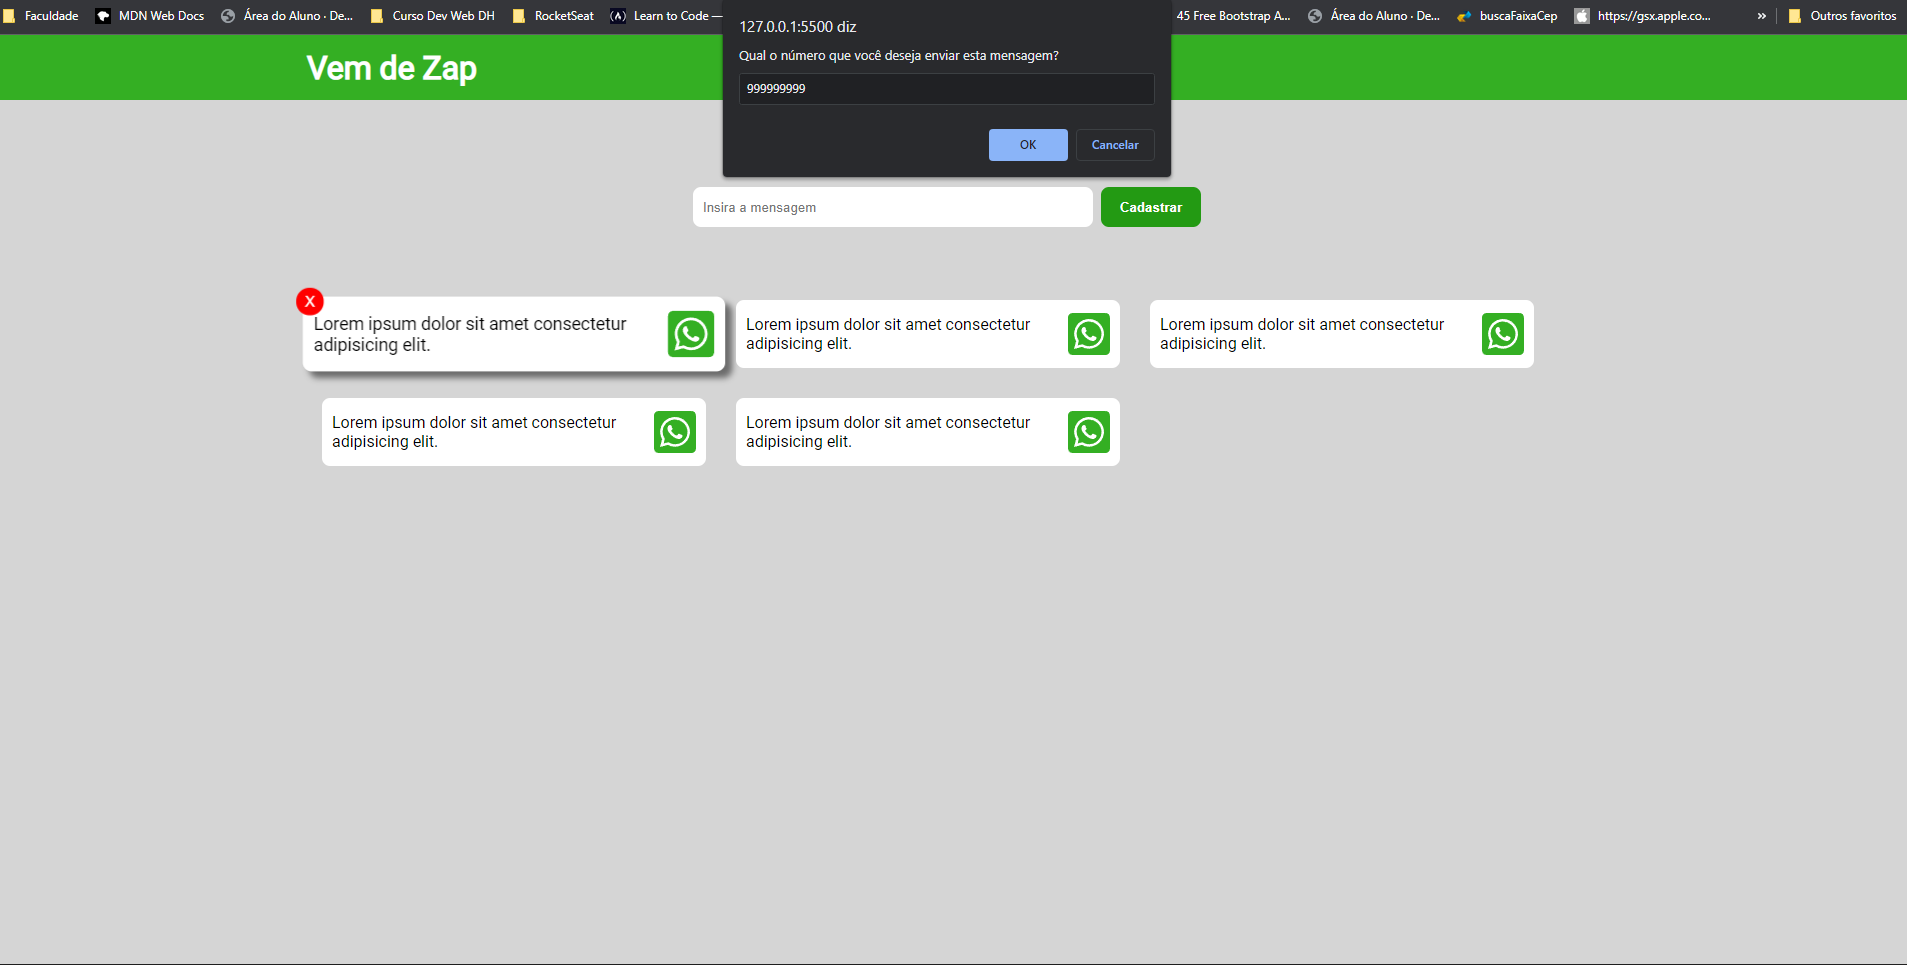 Faculdade
MDN Web Docs
Área do Aluno · De...
Curso Dev Web DH
RocketSeat
(A)
Learn to Code —
45 Free Bootstrap A...
Área do Aluno · De...
buscaFaixaCep
https://gsx.apple.co...
»
Outros favoritos
127.0.0.1:5500 diz
Qual o número que você deseja enviar esta mensagem?
999999999
OK
Cancelar
Vem de Zap
Insira a mensagem
Cadastrar
X
Lorem ipsum dolor sit amet consectetur
adipisicing elit.
Lorem ipsum dolor sit amet consectetur
adipisicing elit.
Lorem ipsum dolor sit amet consectetur
adipisicing elit.
Lorem ipsum dolor sit amet consectetur
adipisicing elit.
Lorem ipsum dolor sit amet consectetur
adipisicing elit.